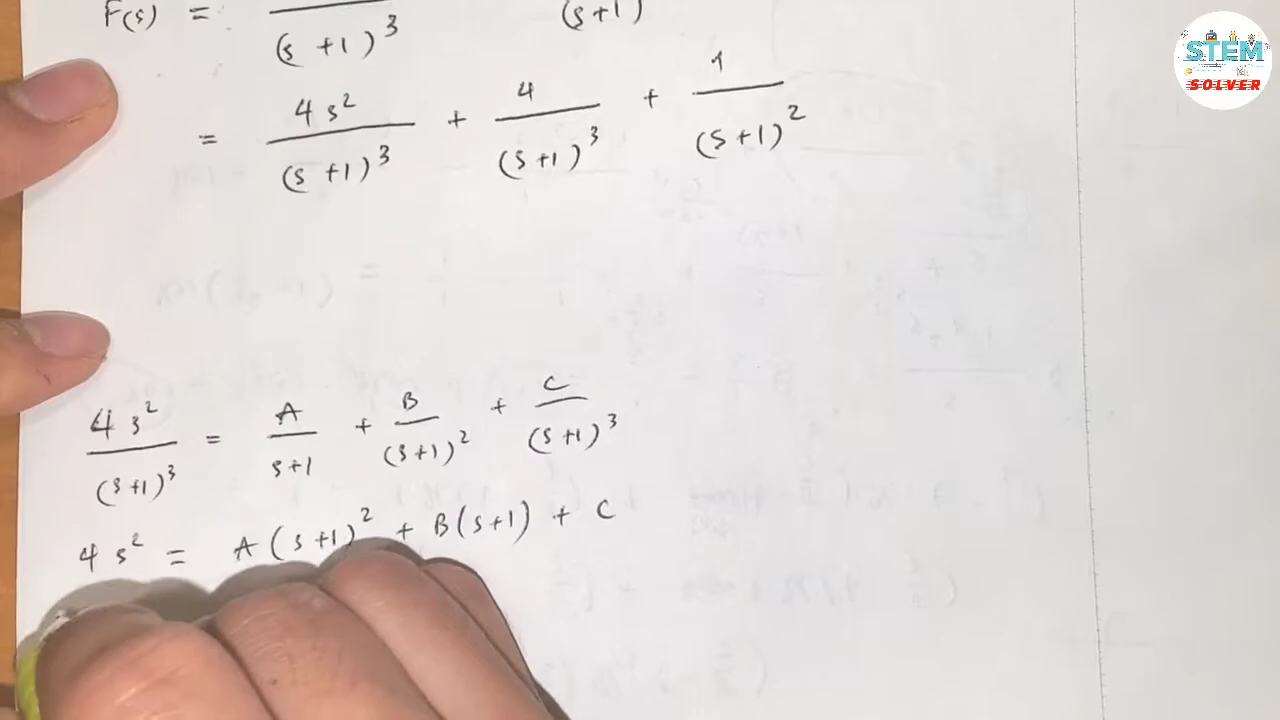 F(s) = / (s+1)^3 (s+1)
= 4s^2/(s+1)^3 + 4/(s+1)^3 + 1/(s+1)^2
4s^2/(s+1)^3 = A/(s+1) + B/(s+1)^2 + C/(s+1)^3
4s^2 = A(s+1)^2 + B(s+1) + C
STEM
SOLVER